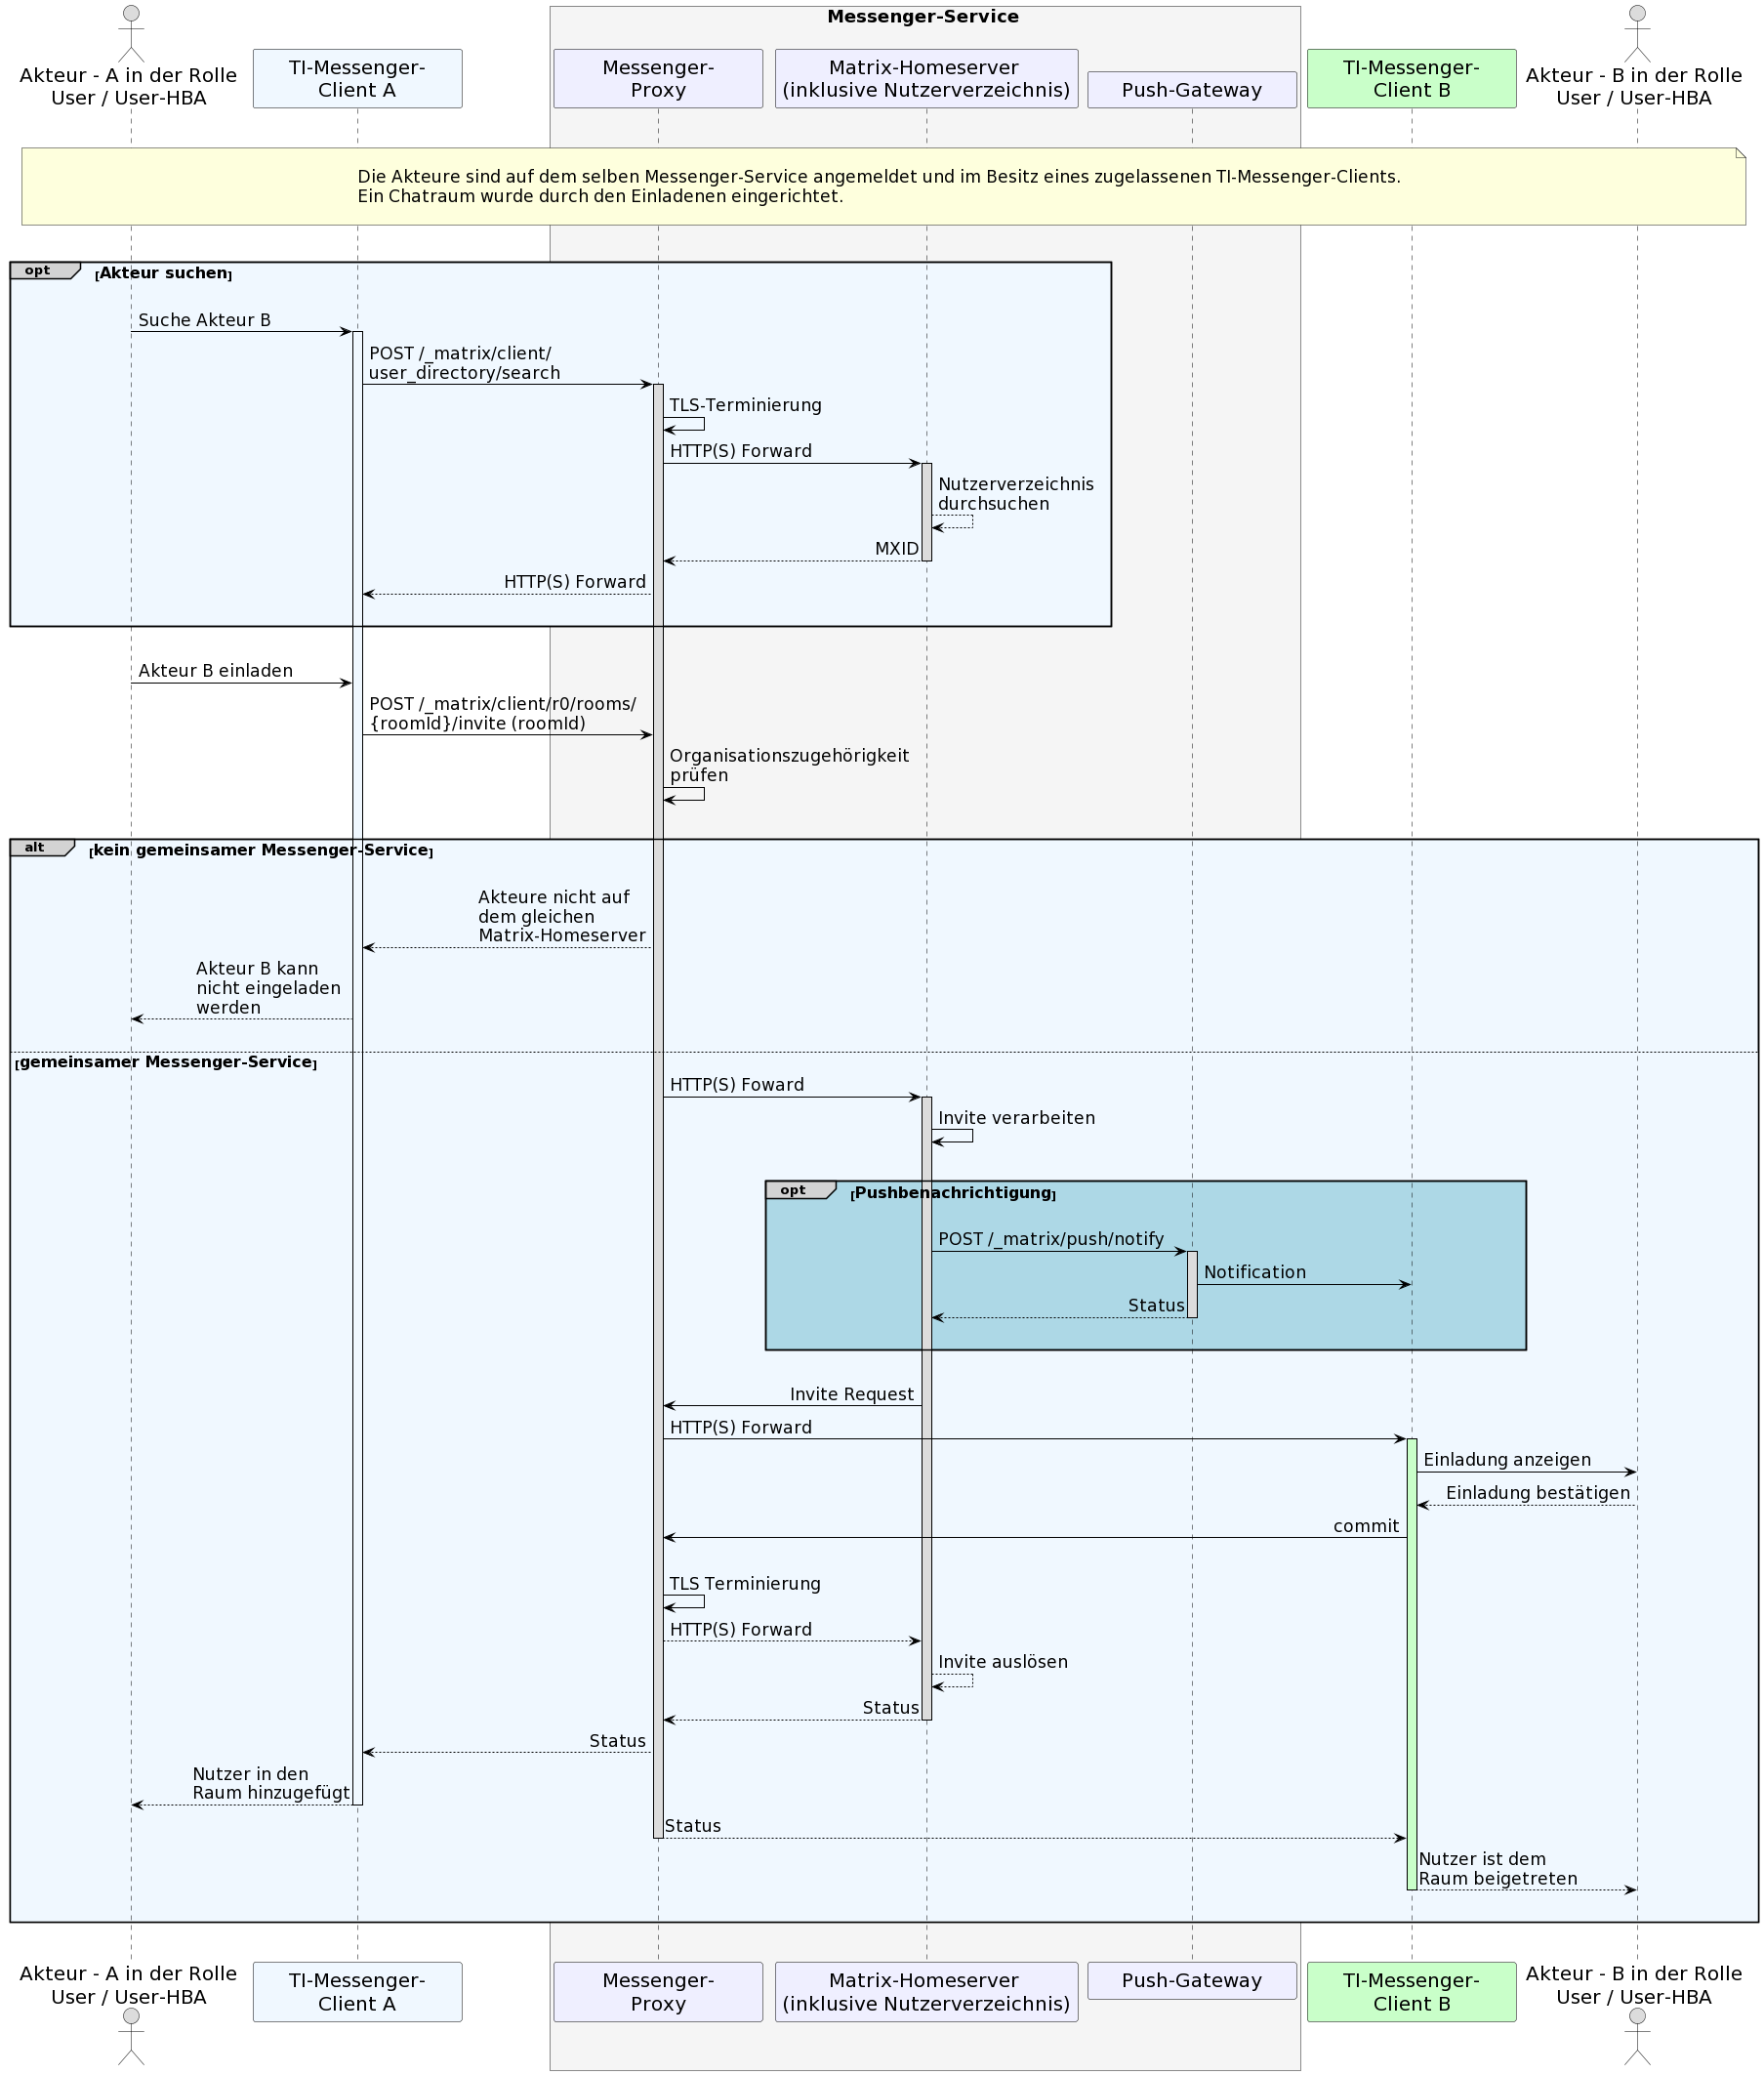 Messenger-Service
Akteur - A in der Rolle
User / User-HBA
TI-Messenger-
Client A
Messenger-
Proxy
Matrix-Homeserver
(inklusive Nutzerverzeichnis)
Push-Gateway
TI-Messenger-
Client B
Akteur - B in der Rolle
User / User-HBA
Die Akteure sind auf dem selben Messenger-Service angemeldet und im Besitz eines zugelassenen TI-Messenger-Clients.
Ein Chatraum wurde durch den Einladenen eingerichtet.
opt [Akteur suchen]
Suche Akteur B
POST /_matrix/client/
user_directory/search
TLS-Terminierung
HTTP(S) Forward
Nutzerverzeichnis
durchsuchen
MXID
HTTP(S) Forward
Akteur B einladen
POST /_matrix/client/r0/rooms/
{roomId}/invite (roomId)
Organisationszugehörigkeit
prüfen
alt [kein gemeinsamer Messenger-Service]
Akteure nicht auf
dem gleichen
Matrix-Homeserver
Akteur B kann
nicht eingeladen
werden
[gemeinsamer Messenger-Service]
HTTP(S) Foward
Invite verarbeiten
opt [Pushbenachrichtigung]
POST /_matrix/push/notify
Notification
Status
Invite Request
HTTP(S) Forward
Einladung anzeigen
Einladung bestätigen
commit
TLS Terminierung
HTTP(S) Forward
Invite auslösen
Status
Status
Nutzer in den
Raum hinzugefügt
Status
Nutzer ist dem
Raum beigetreten
Akteur - A in der Rolle
User / User-HBA
TI-Messenger-
Client A
Messenger-
Proxy
Matrix-Homeserver
(inklusive Nutzerverzeichnis)
Push-Gateway
TI-Messenger-
Client B
Akteur - B in der Rolle
User / User-HBA